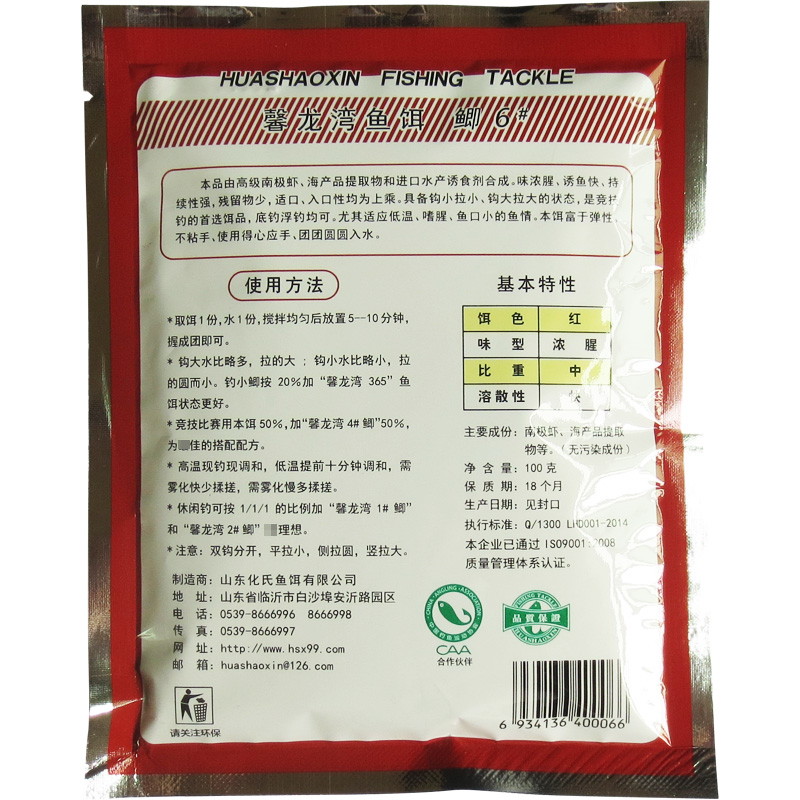 HUASHAOXIN FISHING TACKLE
馨龙湾鱼饵 鲫6#
本品由高级南极虾、海产品提取物和进口水产诱食剂合成。味浓腥、诱鱼快、持
续性强，残留物少，适口、入口性均为上乘。具备钩小拉小、钩大拉大的状态，是竞技
钓的首选饵品，底钓浮钓均可。尤其适应低温、嗜腥、鱼口小的鱼情。本饵富于弹性，
不粘手、使用得心应手、团团圆圆入水。
使用方法
*取饵1份，水1份，搅拌均匀后放置5--10分钟，
握成团即可。
* 钩大水比略多，拉的大；钩小水比略小，拉
的圆而小。钓小鲫按 20%加“馨龙湾 365”鱼
饵状态更好。
*竞技比赛用本饵50%，加“馨龙湾 4# 鲫”50%，
为佳的搭配配方。
* 高温现钓现调和，低温提前十分钟调和，需
雾化快少揉搓，需雾化慢多揉搓。
* 休闲钓可按 1/1/1 的比例加“馨龙湾 1# 鲫”
和“馨龙湾 2# 鲫”理想。
*注意：双钩分开，平拉小，侧拉圆，竖拉大。
基本特性
饵 色 红
味 型 浓 腥
比 重 中
溶散性 快
主要成份：南极虾、海产品提取
物等。（无污染成份）
净 含 量：100 克
保 质 期：18 个月
生产日期：见封口
执行标准：Q/1300 LHD001-2014
本企业已通过 ISO9001:2008
质量管理体系认证。
制造商：山东化氏鱼饵有限公司
地 址：山东省临沂市白沙埠安沂路园区
电 话：0539-8666996 8666998
传 真：0539-8666997
网 址：http://www.hsx99.com
邮 箱：huashaoxin@126.com
CHINA ANGLING ASSOCIATION
CAA
合作伙伴
FISHING TACKLE
品質保證
HUASHAOXIN
请关注环保
6 934136 400066